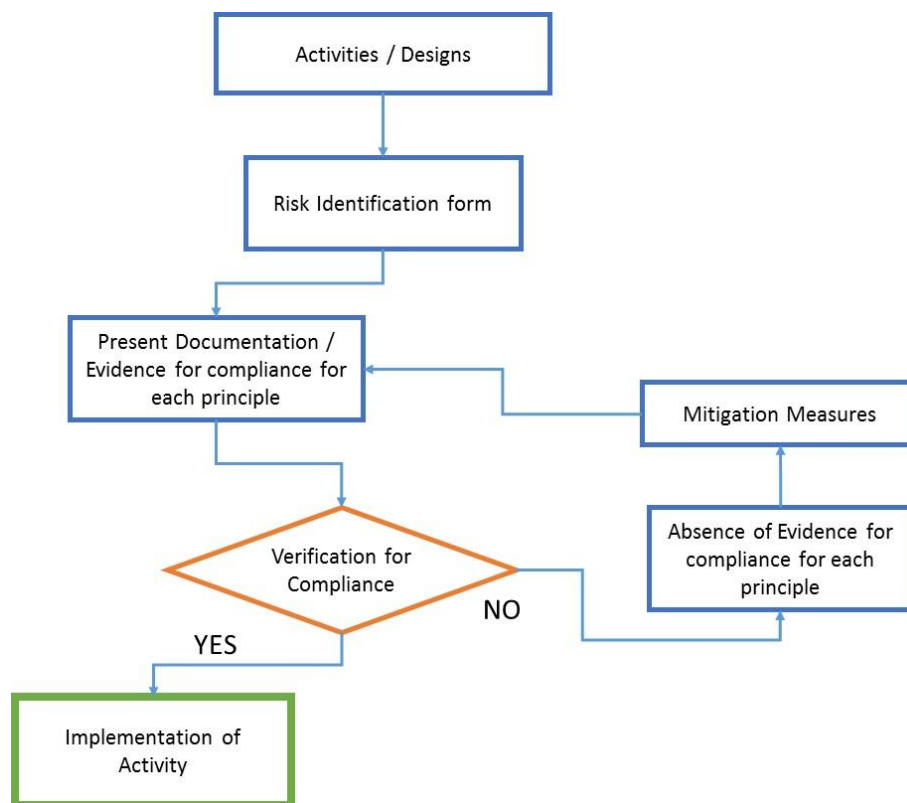 Activities / Designs
Risk Identification form
Present Documentation /
Evidence for compliance for
each principle
Mitigation Measures
Absence of Evidence for
compliance for each
principle
Verification for
Compliance
NO
YES
Implementation of
Activity